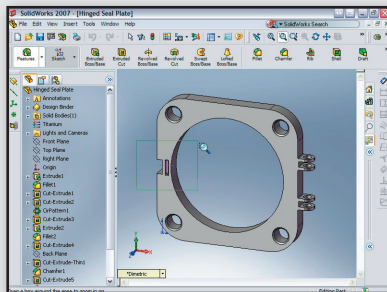 SolidWorks 2007 - [Hinged Seal Plate]
File Edit View Insert Tools Window Help
SolidWorks Search
Features
Sketch
Extruded Boss/Base
Extruded Cut
Revolved Boss/Base
Revolved Cut
Swept Boss/Base
Lofted Boss/Base
Fillet
Chamfer
Rib
Shell
Draft
Hinged Seal Plate
Annotations
Design Binder
Solid Bodies(1)
Titanium
Lights and Cameras
Front Plane
Top Plane
Right Plane
Origin
Extrude1
Fillet1
Cut-Extrude1
Cut-Extrude2
CirPattern1
Cut-Extrude3
Extrude2
Fillet2
Cut-Extrude4
Back Plane
Cut-Extrude-Thin1
Chamfer1
Cut-Extrude5
*Dimetric
Editing Part